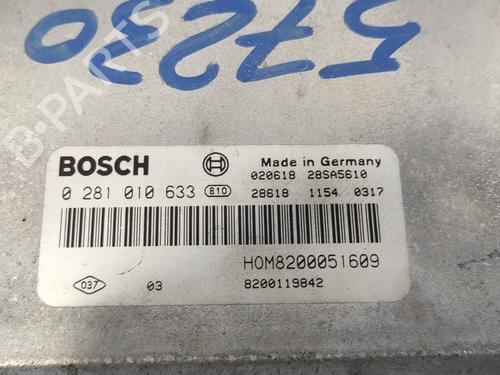 57230
BOSCH
Made in Germany
0 281 010 633 810
020618 28SA5610
28618 1154 0317
HOM8200051609
037 03 8200119842
B-Parts